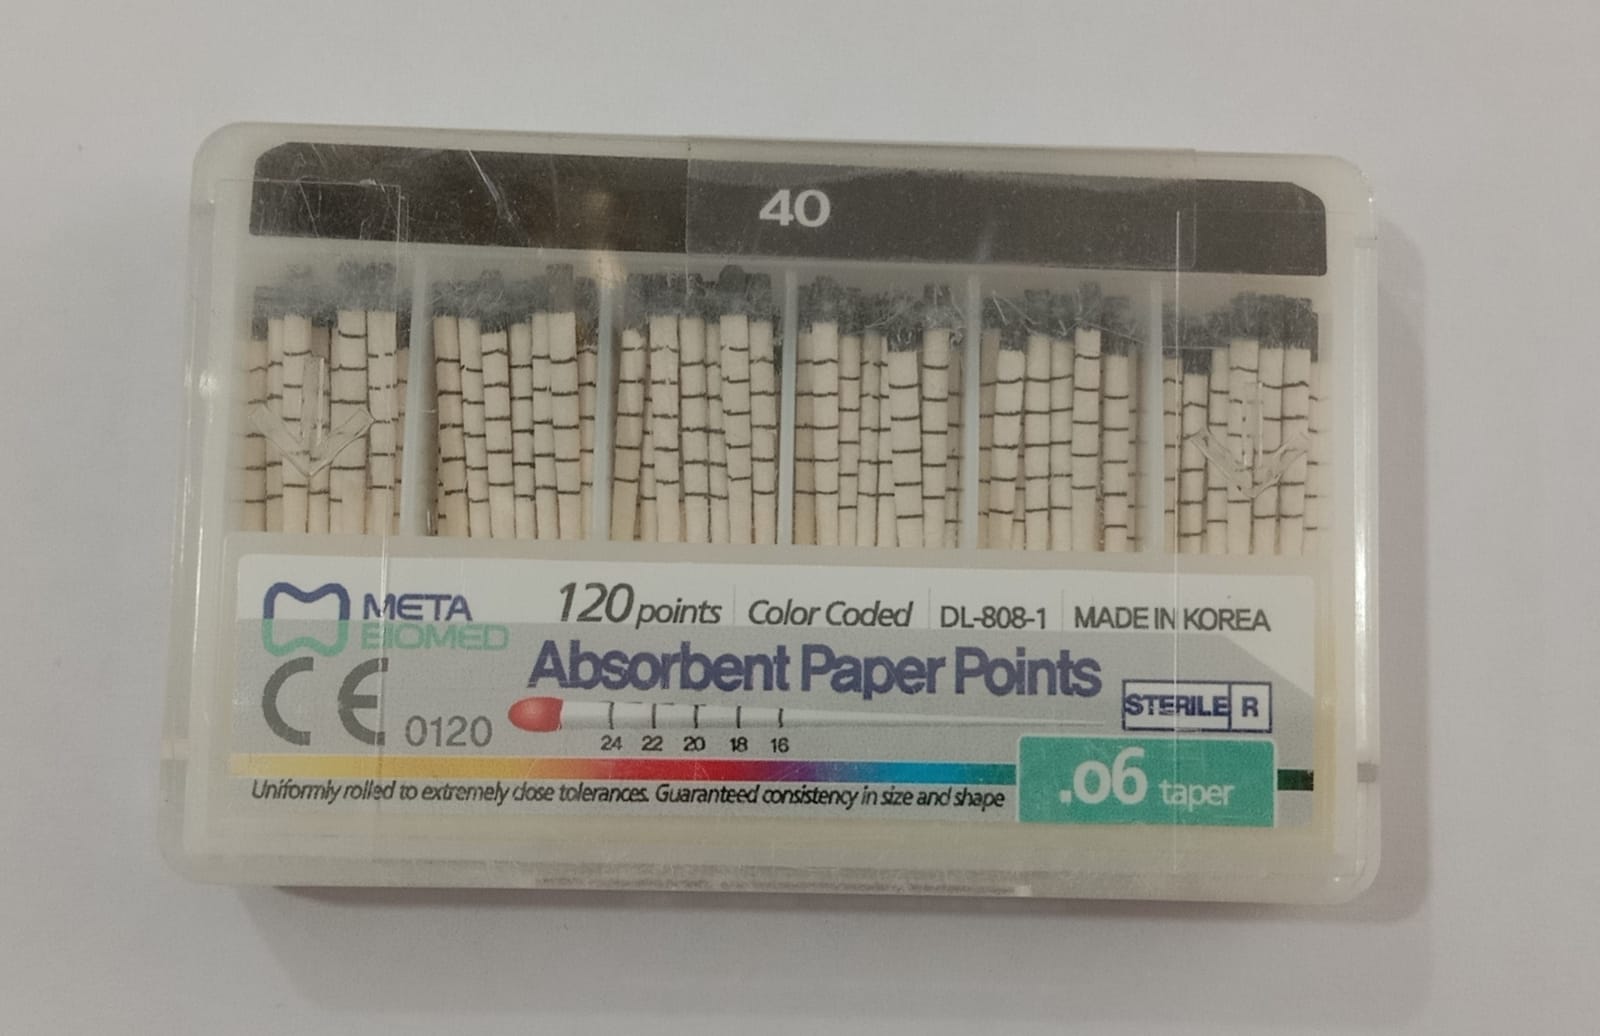 40
META
BIOMED
120 points Color Coded DL-808-1 MADE IN KOREA
Absorbent Paper Points
CE 0120
STERILE R
24 22 20 18 16
.06 taper
Uniformly rolled to extremely close tolerances. Guaranteed consistency in size and shape